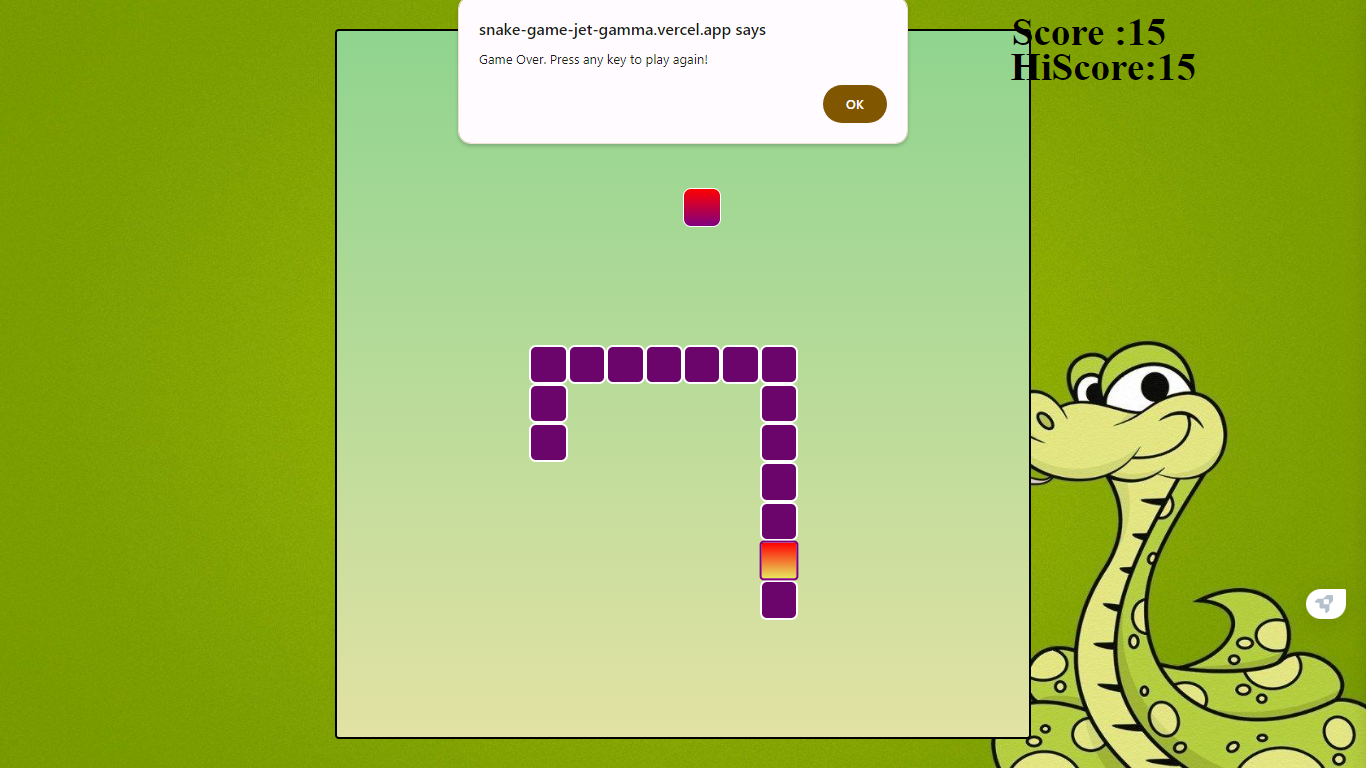 snake-game-jet-gamma.vercel.app says
Game Over. Press any key to play again!
OK
Score :15
HiScore:15